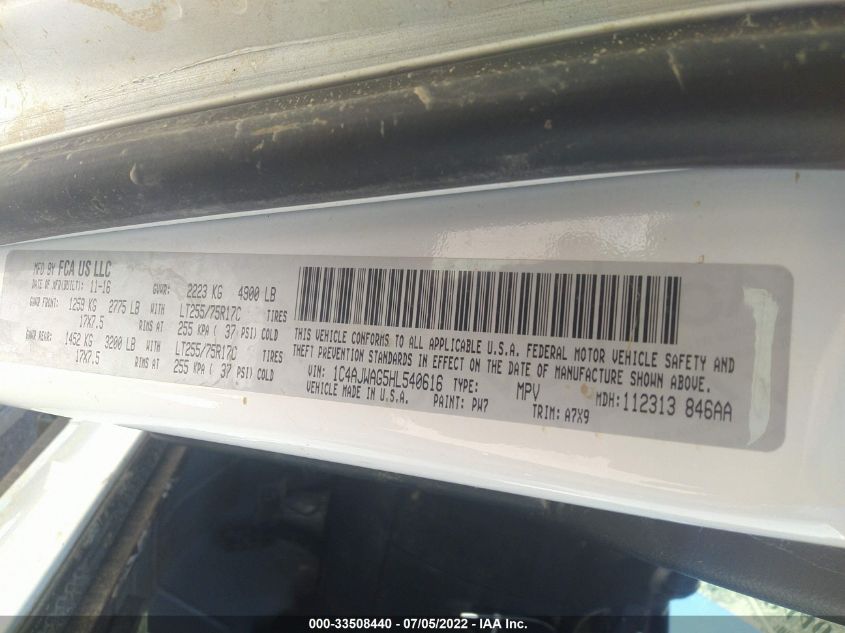 MFD BY FCA US LLC
DATE OF MFR(OR[CT]: 11-16 GVWR: 2223 KG 4900 LB
GAWR FRONT: 1259 KG 2775 LB WITH LT255/75R17C TIRES
17X7.5 RIMS AT 255 KPA ( 37 PSI) COLD
GAWR REAR: 1452 KG 3200 LB WITH LT255/75R17C TIRES
17X7.5 RIMS AT 255 KPA ( 37 PSI) COLD
THIS VEHICLE CONFORMS TO ALL APPLICABLE U.S.A. FEDERAL MOTOR VEHICLE SAFETY AND
THEFT PREVENTION STANDARDS IN EFFECT ON THE DATE OF MANUFACTURE SHOWN ABOVE.
VIN: 1C4AJWAG5HL540616 TYPE: MPV MDH: 112313 846AA
VEHICLE MADE IN U.S.A. PAINT: PW7 TRIM: A7X9
000-33508440 - 07/05/2022 - IAA Inc.